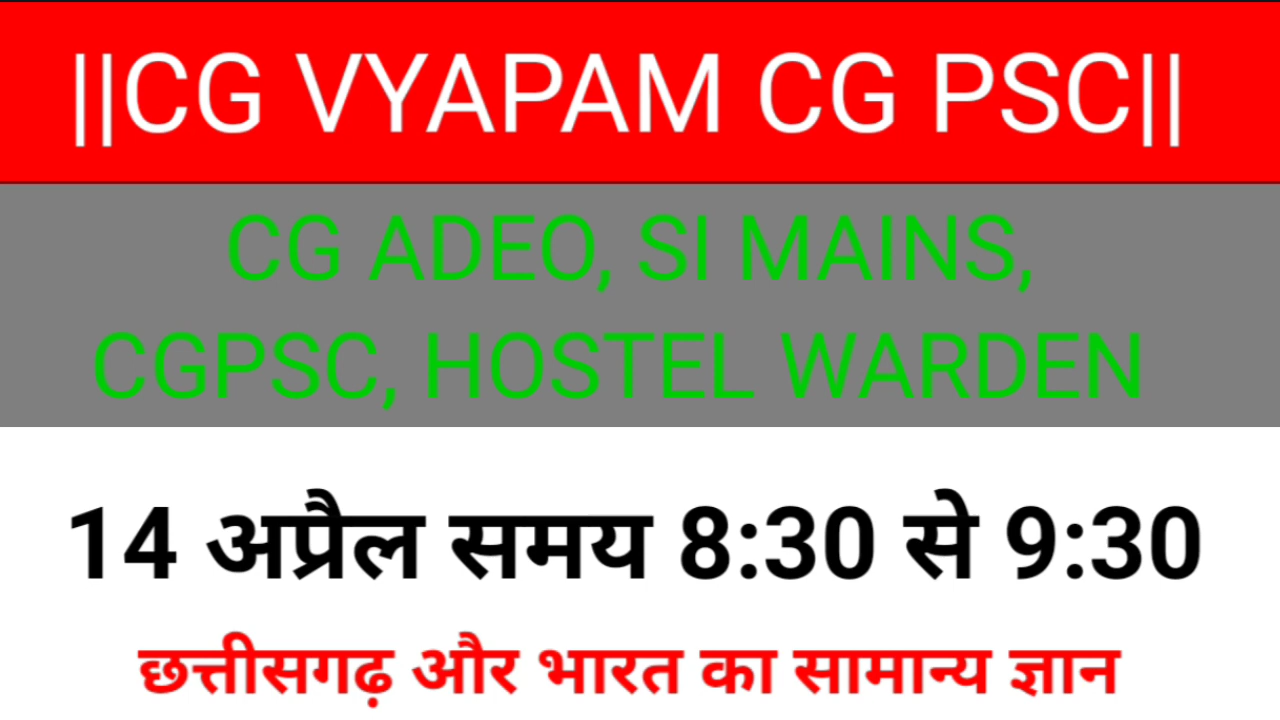 ||CG VYAPAM CG PSC||
CG ADEO, SI MAINS,
CGPSC, HOSTEL WARDEN
14 अप्रैल समय 8:30 से 9:30
छत्तीसगढ़ और भारत का सामान्य ज्ञान